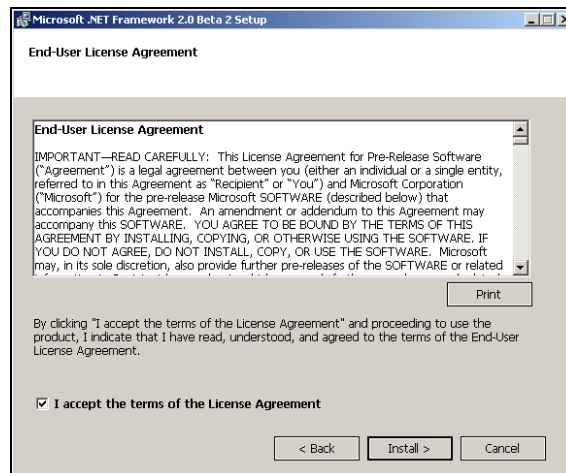 Microsoft .NET Framework 2.0 Beta 2 Setup
End-User License Agreement
End-User License Agreement
IMPORTANT—READ CAREFULLY: This License Agreement for Pre-Release Software
("Agreement") is a legal agreement between you (either an individual or a single entity,
referred to in this Agreement as "Recipient" or "You") and Microsoft Corporation
("Microsoft") for the pre-release Microsoft SOFTWARE (described below) that
accompanies this Agreement. An amendment or addendum to this Agreement may
accompany this SOFTWARE. YOU AGREE TO BE BOUND BY THE TERMS OF THIS
AGREEMENT BY INSTALLING, COPYING, OR OTHERWISE USING THE SOFTWARE. IF
YOU DO NOT AGREE, DO NOT INSTALL, COPY, OR USE THE SOFTWARE. Microsoft
may, in its sole discretion, also provide further pre-releases of the SOFTWARE or related
Print
By clicking "I accept the terms of the License Agreement" and proceeding to use the
product, I indicate that I have read, understood, and agreed to the terms of the End-User
License Agreement.
I accept the terms of the License Agreement
< Back
Install >
Cancel